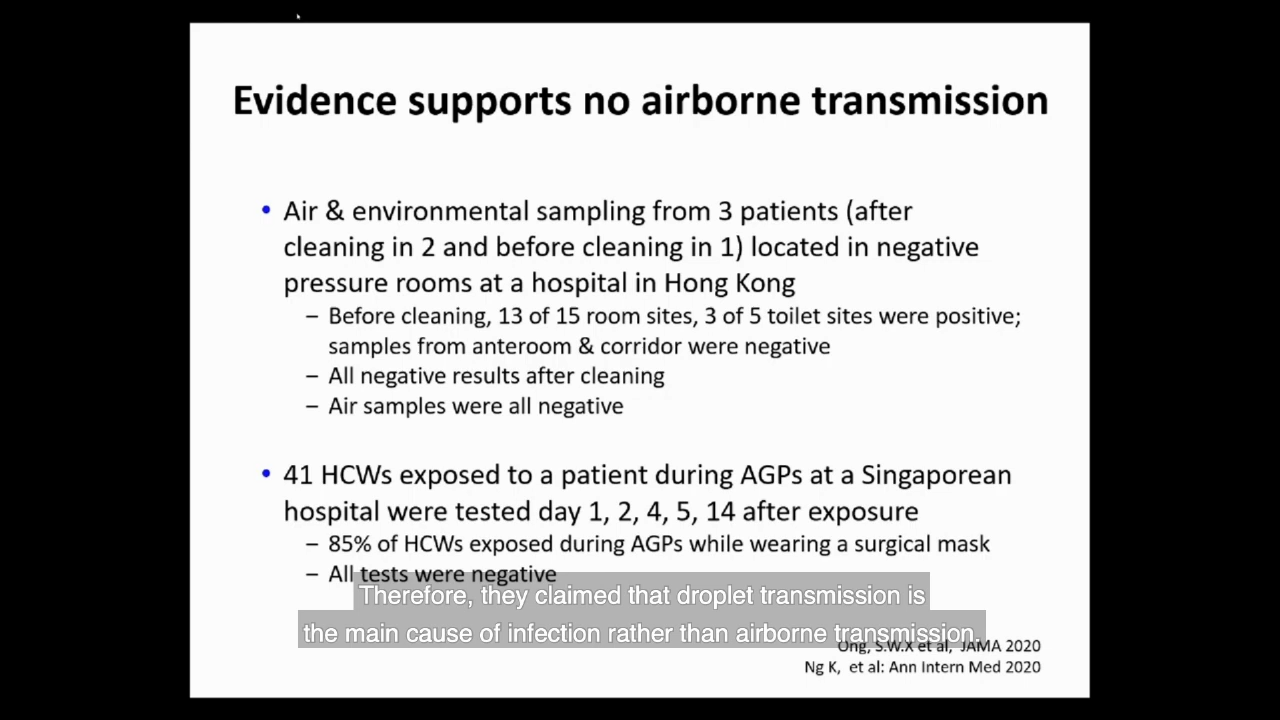 Evidence supports no airborne transmission
• Air & environmental sampling from 3 patients (after
cleaning in 2 and before cleaning in 1) located in negative
pressure rooms at a hospital in Hong Kong
– Before cleaning, 13 of 15 room sites, 3 of 5 toilet sites were positive;
samples from anteroom & corridor were negative
– All negative results after cleaning
– Air samples were all negative
• 41 HCWs exposed to a patient during AGPs at a Singaporean
hospital were tested day 1, 2, 4, 5, 14 after exposure
– 85% of HCWs exposed during AGPs while wearing a surgical mask
– All tests were negative
Therefore, they claimed that droplet transmission is
the main cause of infection rather than airborne transmission.
Ong, S.W.X et al, JAMA 2020
Ng K, et al: Ann Intern Med 2020